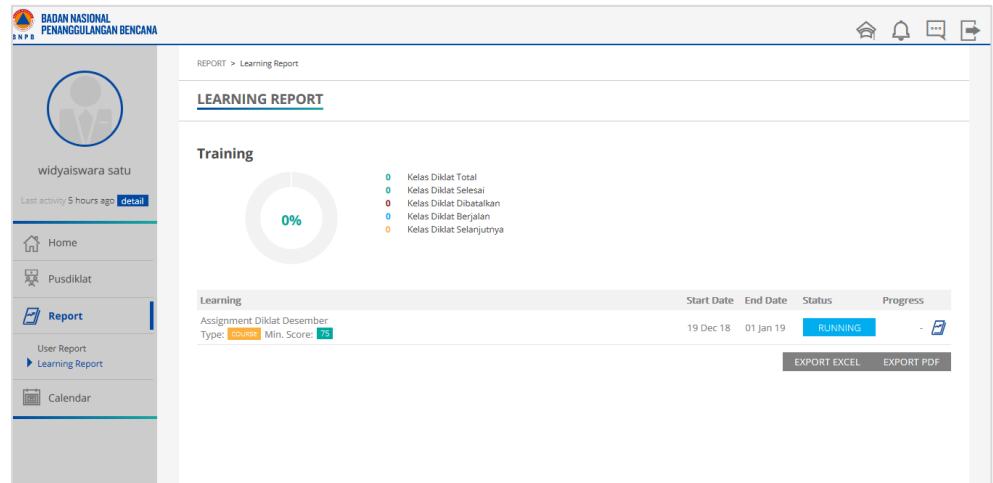 BADAN NASIONAL
PENANGGULANGAN BENCANA
BNPB
widyaiswara satu
Last activity 5 hours ago detail
Home
Pusdiklat
Report
User Report
Learning Report
Calendar
REPORT > Learning Report
LEARNING REPORT
Training
0%
0 Kelas Diklat Total
0 Kelas Diklat Selesai
0 Kelas Diklat Dibatalkan
0 Kelas Diklat Berjalan
0 Kelas Diklat Selanjutnya
Learning Start Date End Date Status Progress
Assignment Diklat Desember
Type: COURSE Min. Score: 75
19 Dec 18 01 Jan 19 RUNNING -
EXPORT EXCEL EXPORT PDF